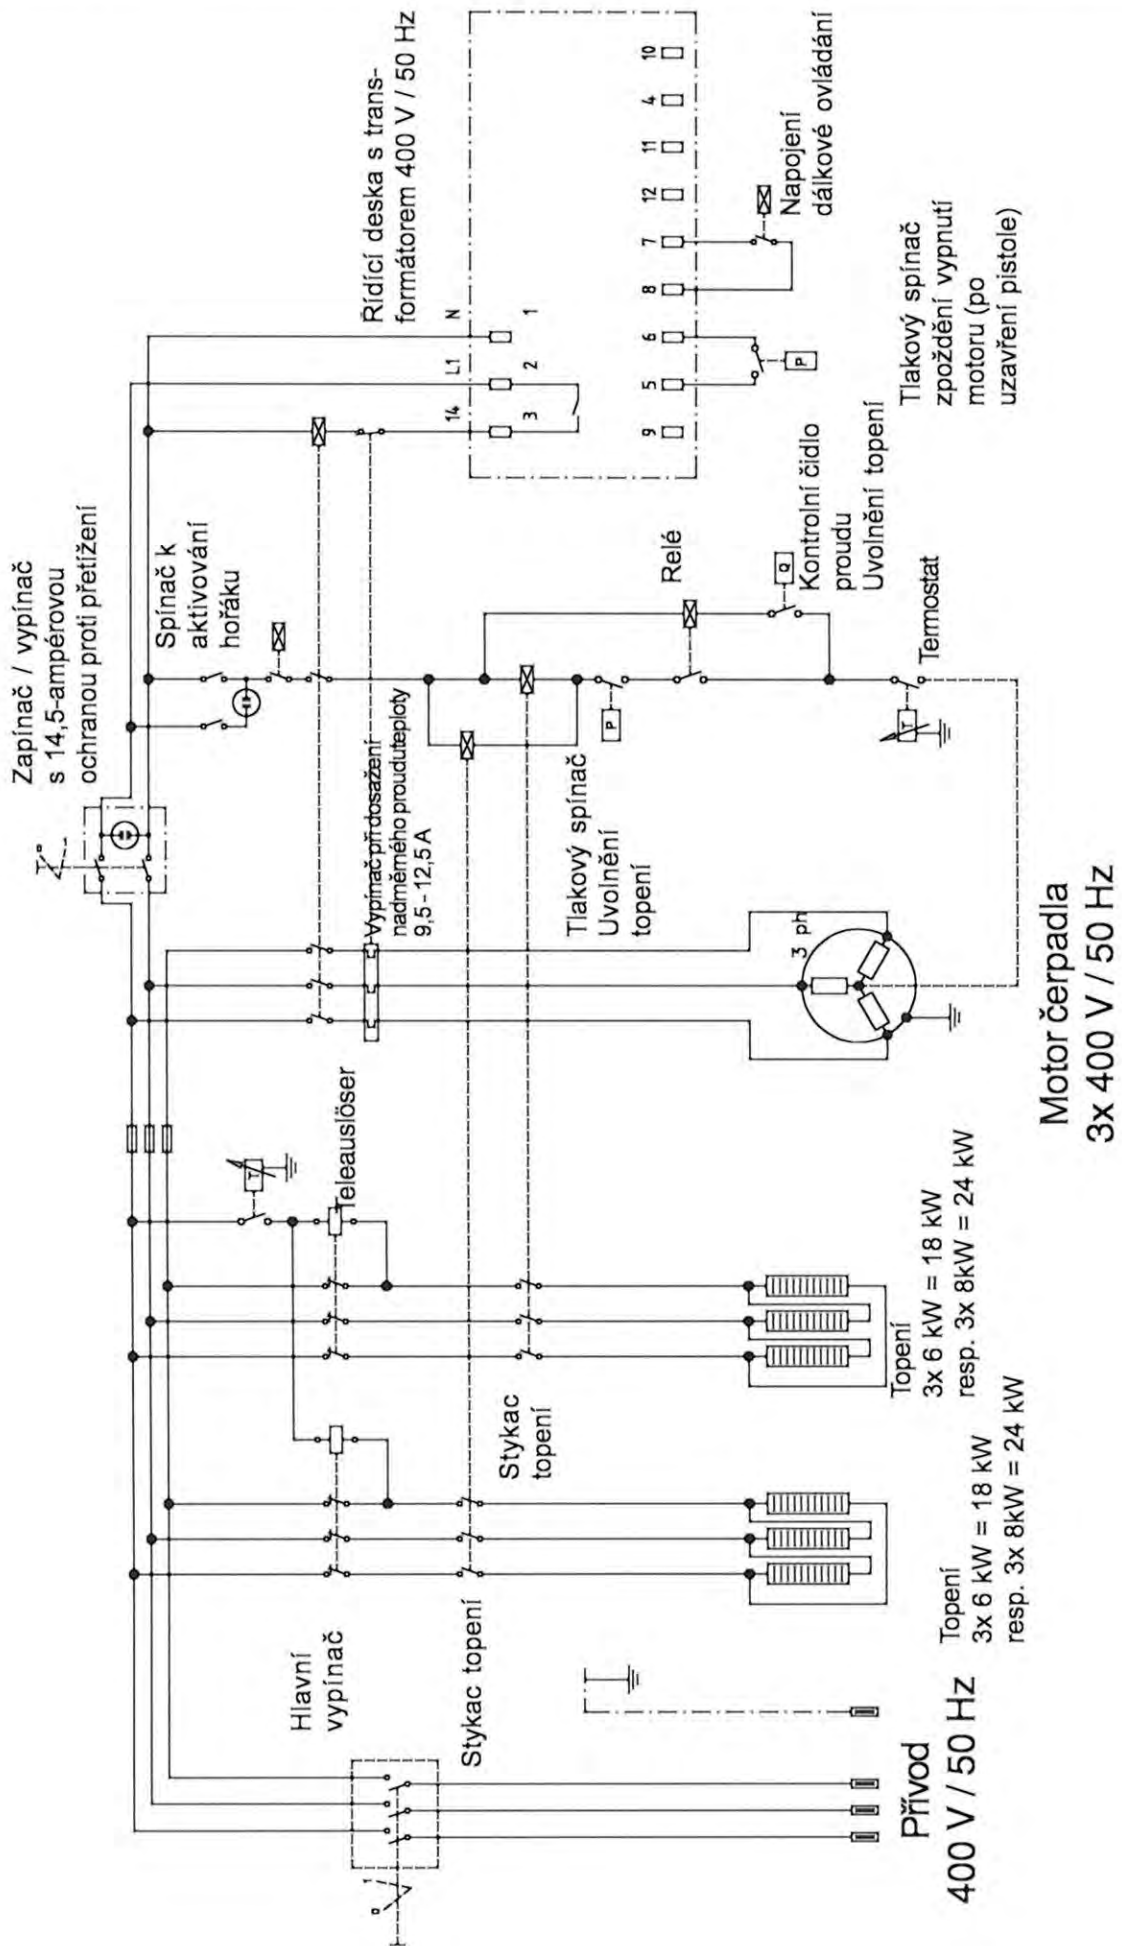 Zapínač / vypínač
s 14,5-ampérovou
ochranou proti přetížení
Spínač k
aktivování
hořáku
Řídící deska s trans-
formátorem 400 V / 50 Hz
14
L1
N
3
2
1
9
5
6
8
7
12
11
4
10
P
Napojení
dálkové ovládání
Tlakový spínač
zpoždění vypnutí
motoru (po
uzavření pistole)
Relé
Q
Kontrolní čidlo
proudu
Uvolnění topení
Termostat
T
P
Tlakový spínač
Uvolnění
topení
Vypínač při dosažení
nadměrného prouduteploty
9,5 - 12,5 A
3 ph
Motor čerpadla
3x 400 V / 50 Hz
T
Teleauslöser
Stykac
topení
Topení
3x 6 kW = 18 kW
resp. 3x 8kW = 24 kW
Topení
3x 6 kW = 18 kW
resp. 3x 8kW = 24 kW
Hlavní
vypínač
Stykac topení
Přívod
400 V / 50 Hz